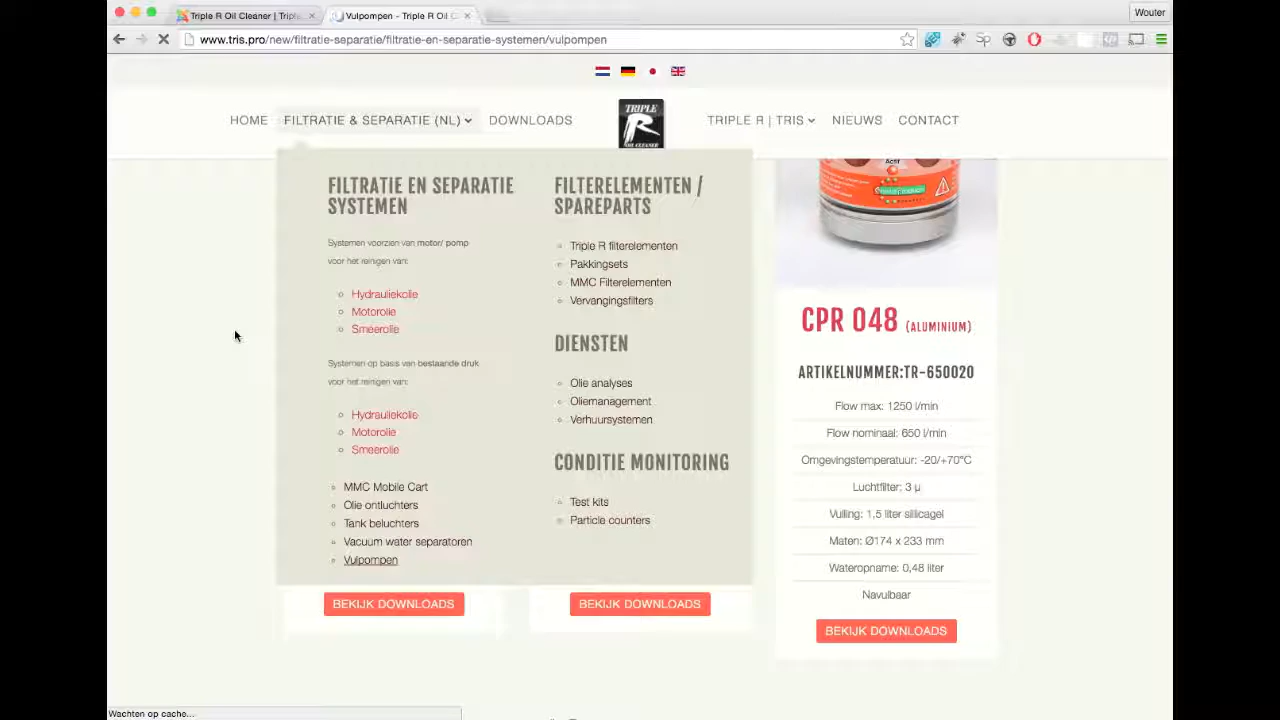 Triple R Oil Cleaner | Triple
Vulpompen - Triple R Oil C
Wouter
www.tris.pro/new/filtratie-separatie/filtratie-en-separatie-systemen/vulpompen
HOME
FILTRATIE & SEPARATIE (NL)
DOWNLOADS
TRIPLE
R
OIL CLEANER
TRIPLE R | TRIS
NIEUWS
CONTACT
FILTRATIE EN SEPARATIE
SYSTEMEN
Systemen voorzien van motor/ pomp
voor het reinigen van:
Hydrauliekolie
Motorolie
Smeerolie
Systemen op basis van bestaande druk
voor het reinigen van:
Hydrauliekolie
Motorolie
Smeerolie
MMC Mobile Cart
Olie ontluchters
Tank beluchters
Vacuum water separatoren
Vulpompen
BEKIJK DOWNLOADS
FILTERELEMENTEN /
SPAREPARTS
Triple R filterelementen
Pakkingsets
MMC Filterelementen
Vervangingsfilters
DIENSTEN
Olie analyses
Oliemanagement
Verhuursystemen
CONDITIE MONITORING
Test kits
Particle counters
BEKIJK DOWNLOADS
CPR 048 (ALUMINIUM)
ARTIKELNUMMER:TR-650020
Flow max: 1250 l/min
Flow nominaal: 650 l/min
Omgevingstemperatuur: -20/+70°C
Luchtfilter: 3 µ
Vulling: 1,5 liter sillicagel
Maten: Ø174 x 233 mm
Wateropname: 0,48 liter
Navulbaar
BEKIJK DOWNLOADS
Wachten op cache...